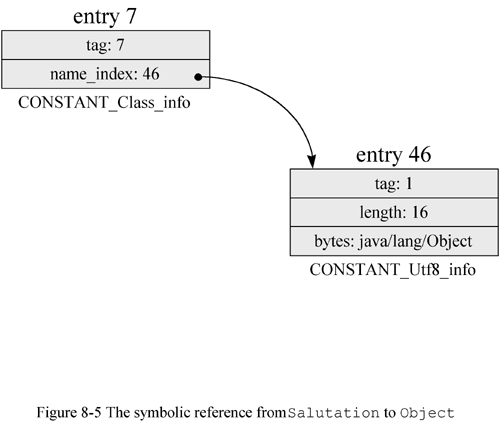 entry 7
tag: 7
name_index: 46
CONSTANT_Class_info
entry 46
tag: 1
length: 16
bytes: java/lang/Object
CONSTANT_Utf8_info
Figure 8-5 The symbolic reference from Salutation to Object